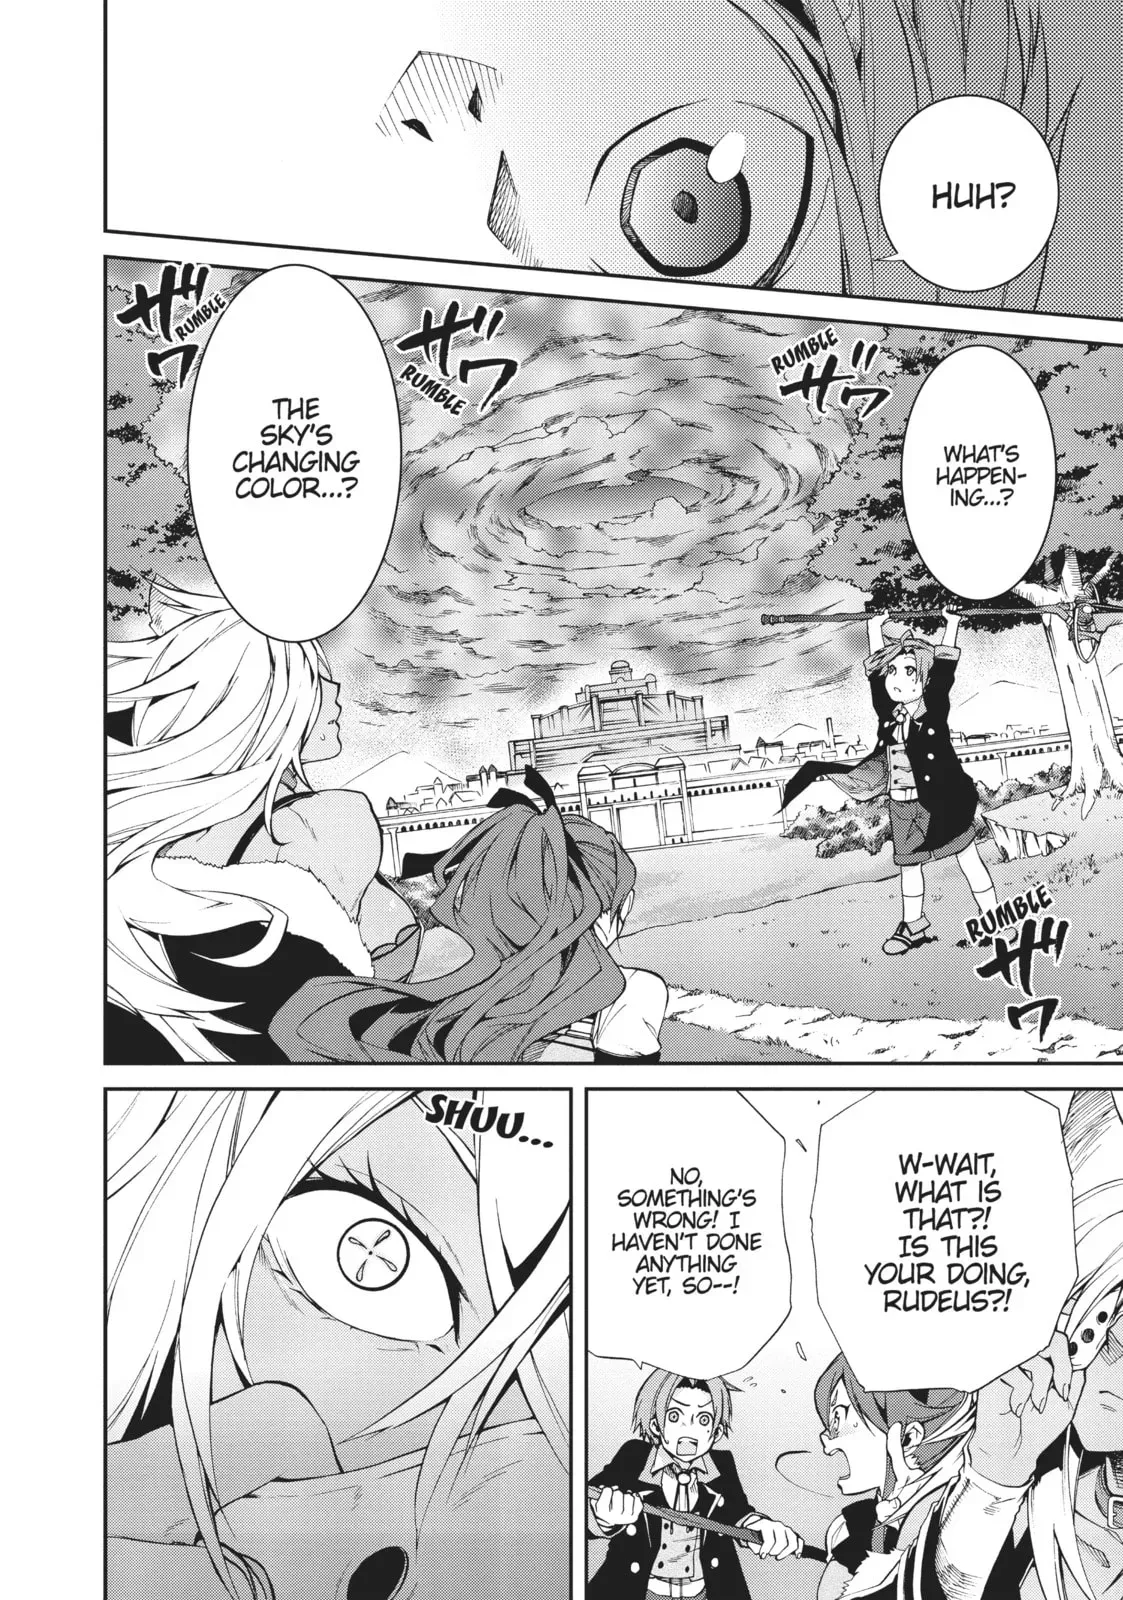 HUH?
WHAT'S
HAPPEN-
ING...?
RUMBLE
ザワ
RUMBLE
ザワ
RUMBLE
ザワ
THE
SKY'S
CHANGING
COLOR...?
RUMBLE
ザワ
W-WAIT,
WHAT IS
THAT?!
IS THIS
YOUR DOING,
RUDEUS?!
NO,
SOMETHING'S
WRONG! I
HAVEN'T DONE
ANYTHING
YET, SO--!
SHUU...